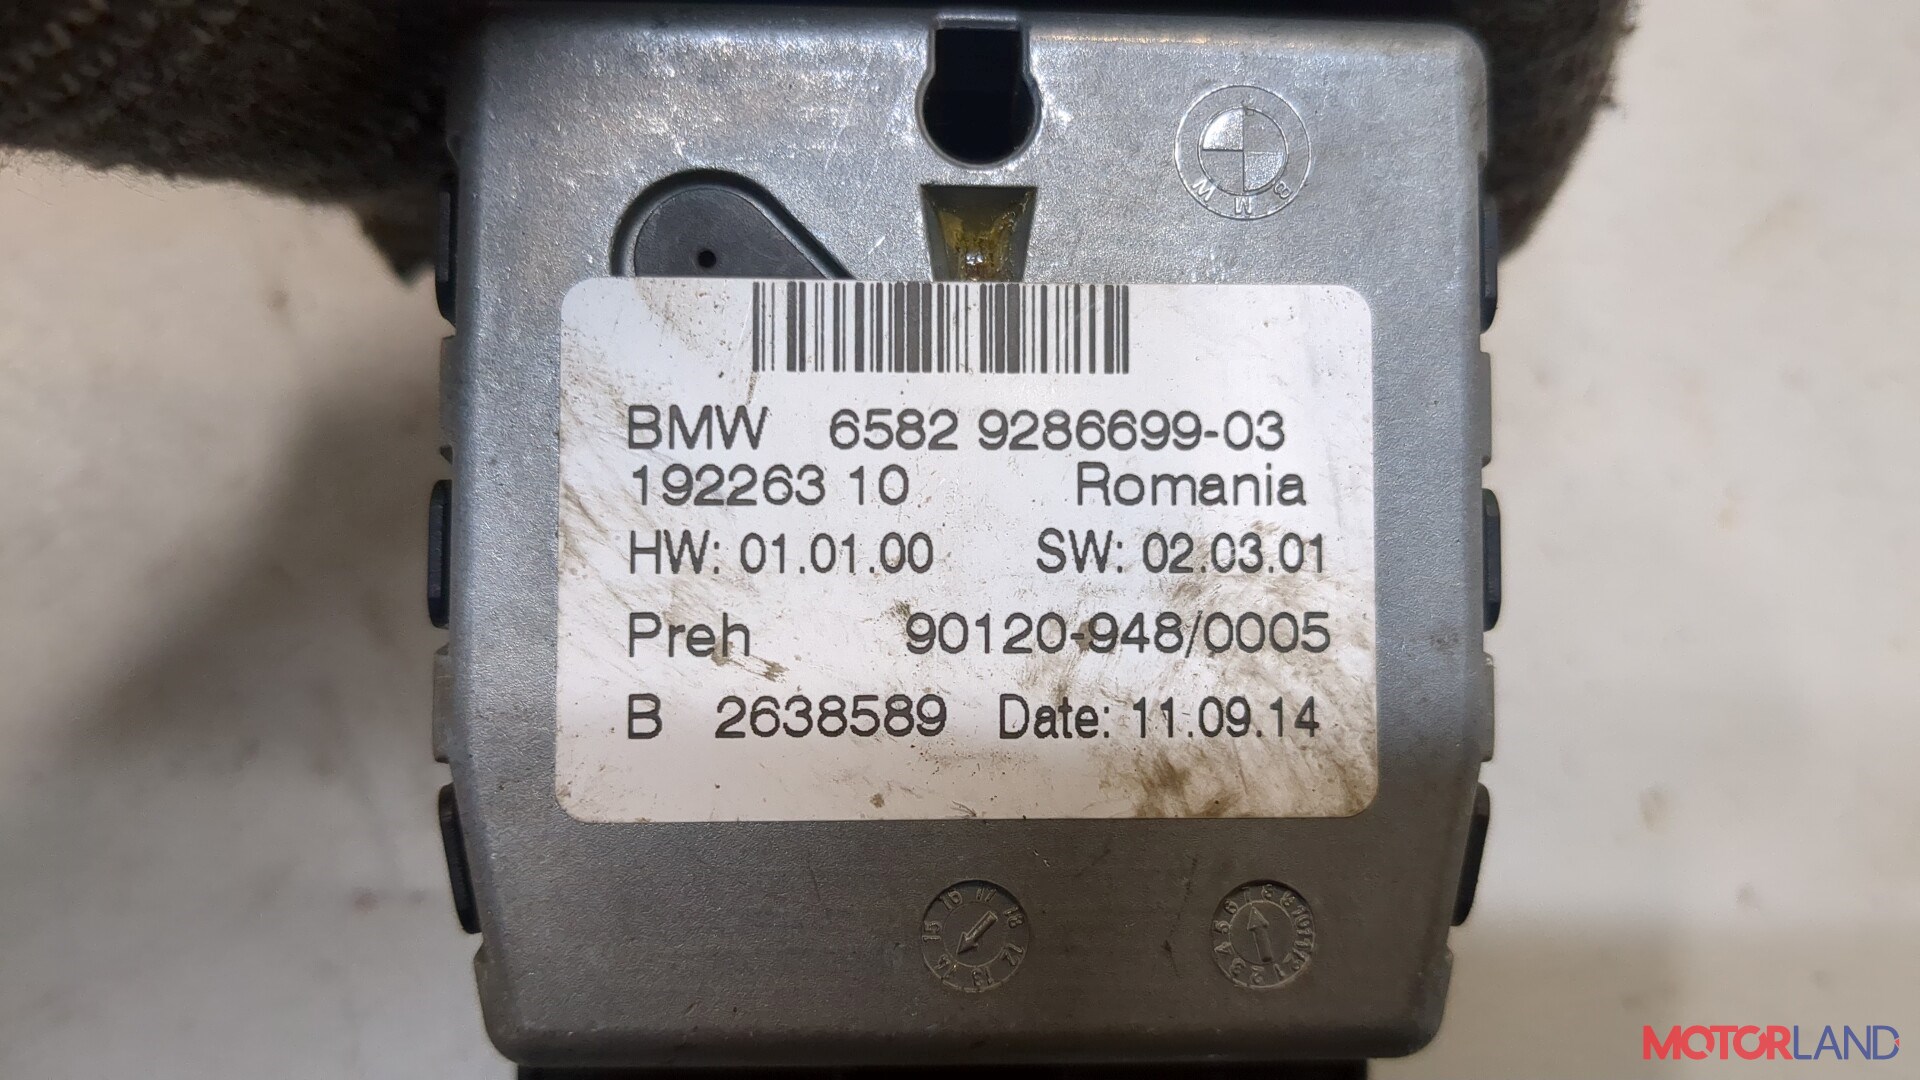 BMW
BMW 6582 9286699-03
192263 10 Romania
HW: 01.01.00 SW: 02.03.01
Preh 90120-948/0005
B 2638589 Date: 11.09.14
MOTORLAND